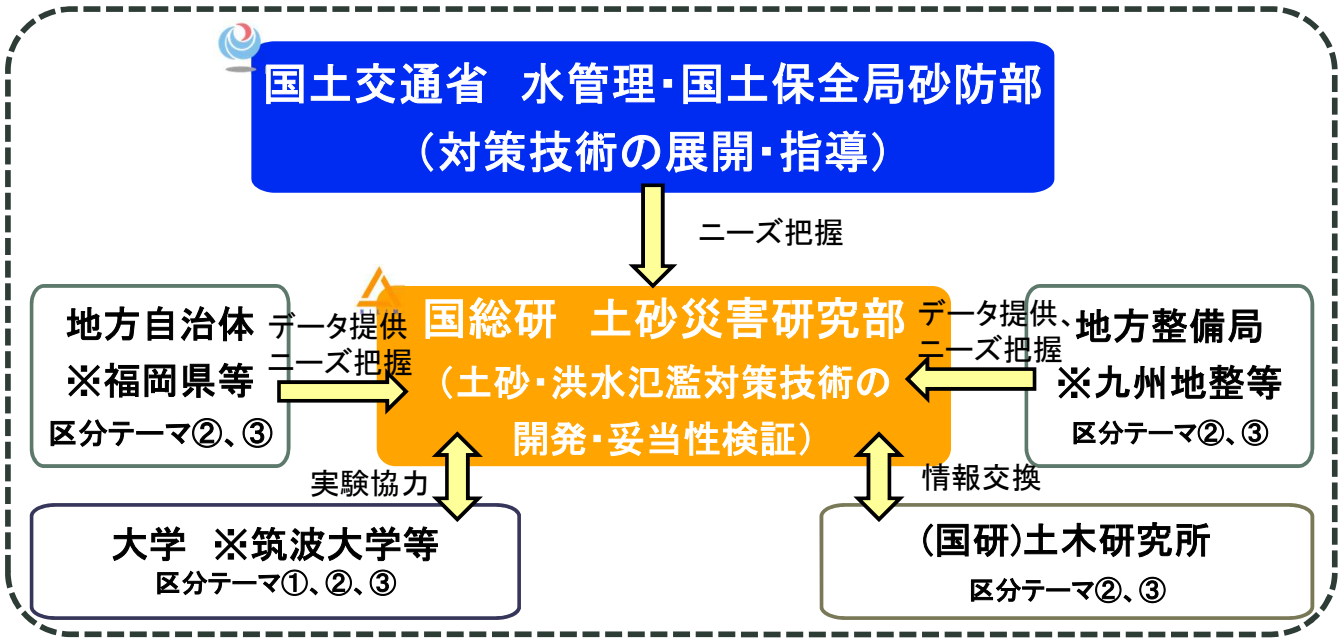 国土交通省　水管理・国土保全局砂防部
（対策技術の展開・指導）
ニーズ把握
地方自治体
※福岡県等
区分テーマ②、③
データ提供
ニーズ把握
国総研　土砂災害研究部
（土砂・洪水氾濫対策技術の
開発・妥当性検証）
データ提供、
ニーズ把握
地方整備局
※九州地整等
区分テーマ②、③
実験協力
情報交換
大学　※筑波大学等
区分テーマ①、②、③
（国研）土木研究所
区分テーマ②、③